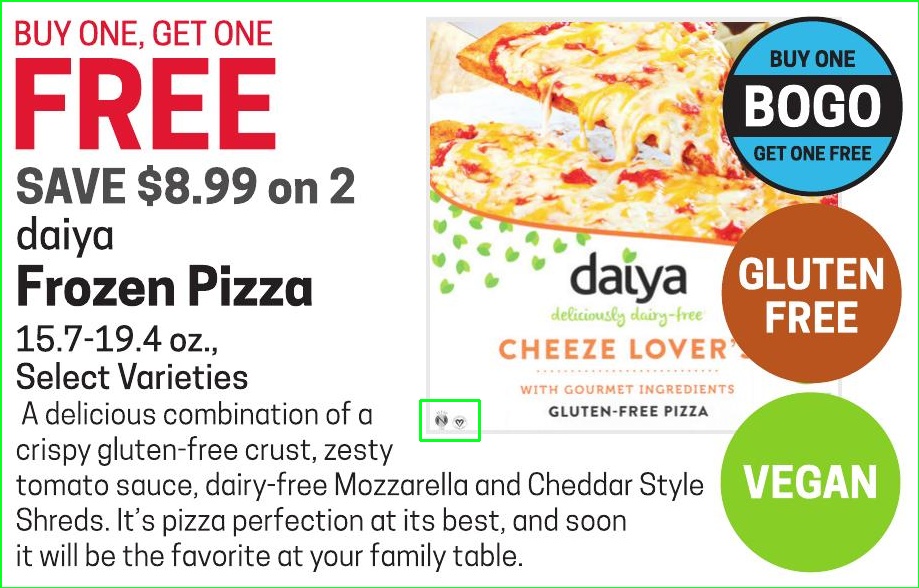 BUY ONE, GET ONE
FREE
SAVE $8.99 on 2
daiya
Frozen Pizza
15.7-19.4 oz.,
Select Varieties
A delicious combination of a
crispy gluten-free crust, zesty
tomato sauce, dairy-free Mozzarella and Cheddar Style
Shreds. It's pizza perfection at its best, and soon
it will be the favorite at your family table.
daiya
deliciously dairy-free
CHEEZE LOVER'S
WITH GOURMET INGREDIENTS
GLUTEN-FREE PIZZA
BUY ONE
BOGO
GET ONE FREE
GLUTEN
FREE
VEGAN